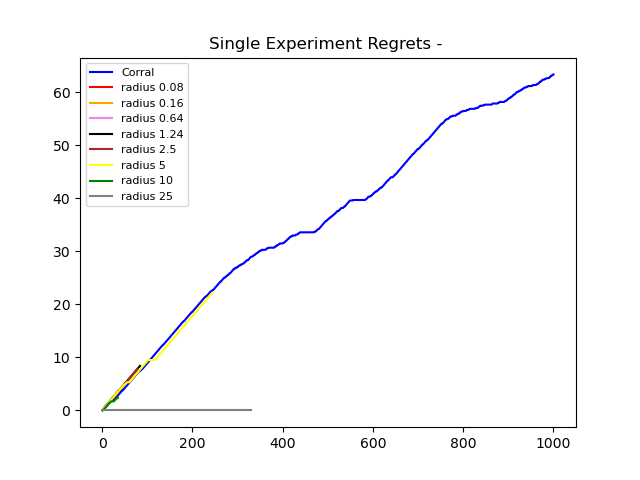 Single Experiment Regrets -
Corral
radius 0.08
radius 0.16
radius 0.64
radius 1.24
radius 2.5
radius 5
radius 10
radius 25
60
50
40
30
20
10
0
0 200 400 600 800 1000